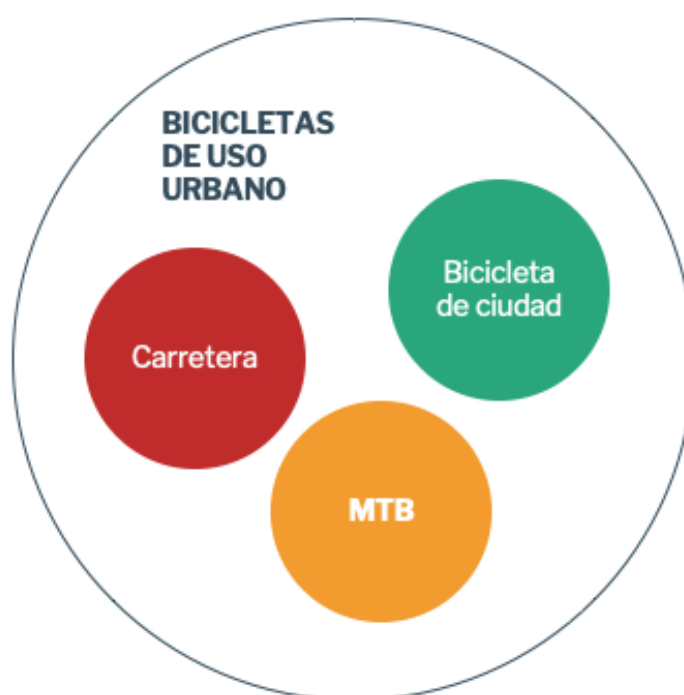 BICICLETAS
DE USO
URBANO
Bicicleta
de ciudad
Carretera
MTB